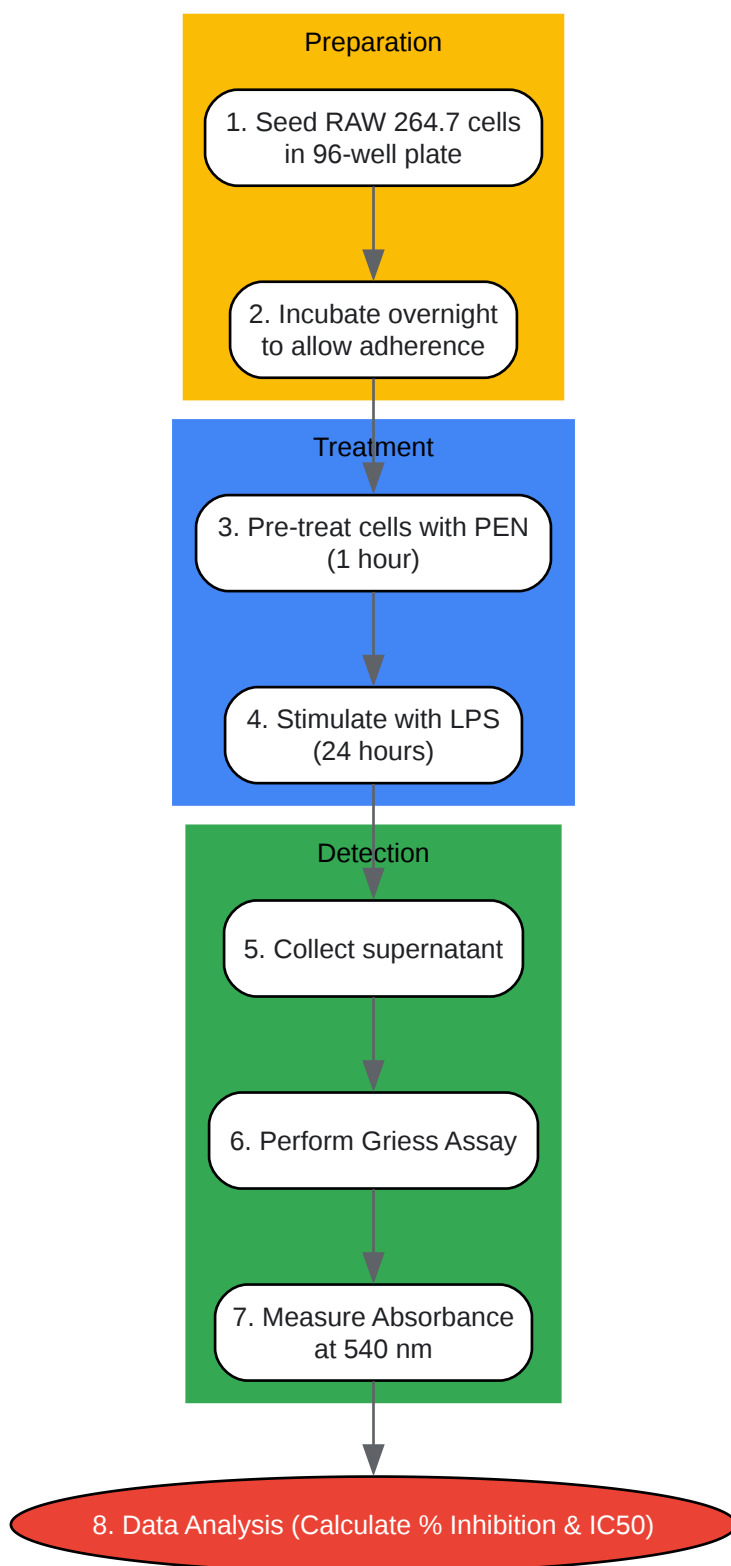 Preparation
1. Seed RAW 264.7 cells
in 96-well plate
2. Incubate overnight
to allow adherence
Treatment
3. Pre-treat cells with PEN
(1 hour)
4. Stimulate with LPS
(24 hours)
Detection
5. Collect supernatant
6. Perform Griess Assay
7. Measure Absorbance
at 540 nm
8. Data Analysis (Calculate % Inhibition & IC50)